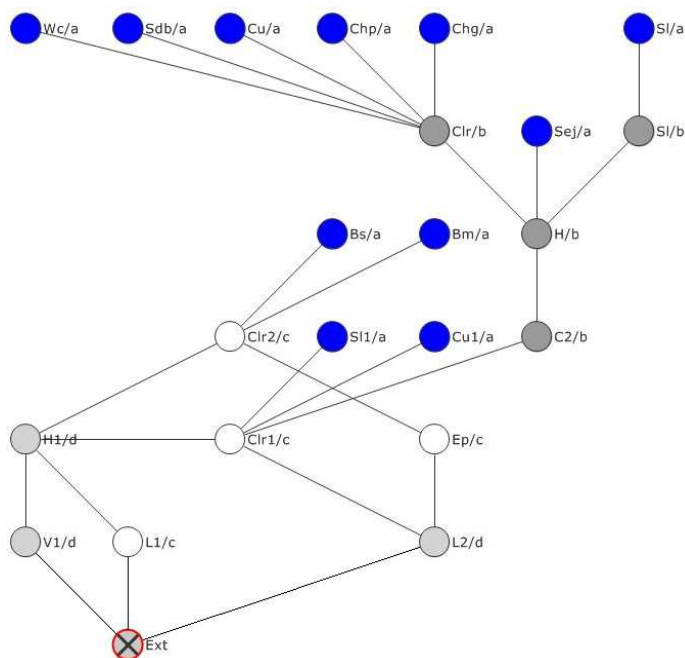 Wc/a Sdb/a Cu/a Chp/a Chg/a Sl/a
Clr/b Sej/a Sl/b
Bs/a Bm/a H/b
Clr2/c Sl1/a Cu1/a C2/b
H1/d Clr1/c Ep/c
V1/d L1/c L2/d
Ext